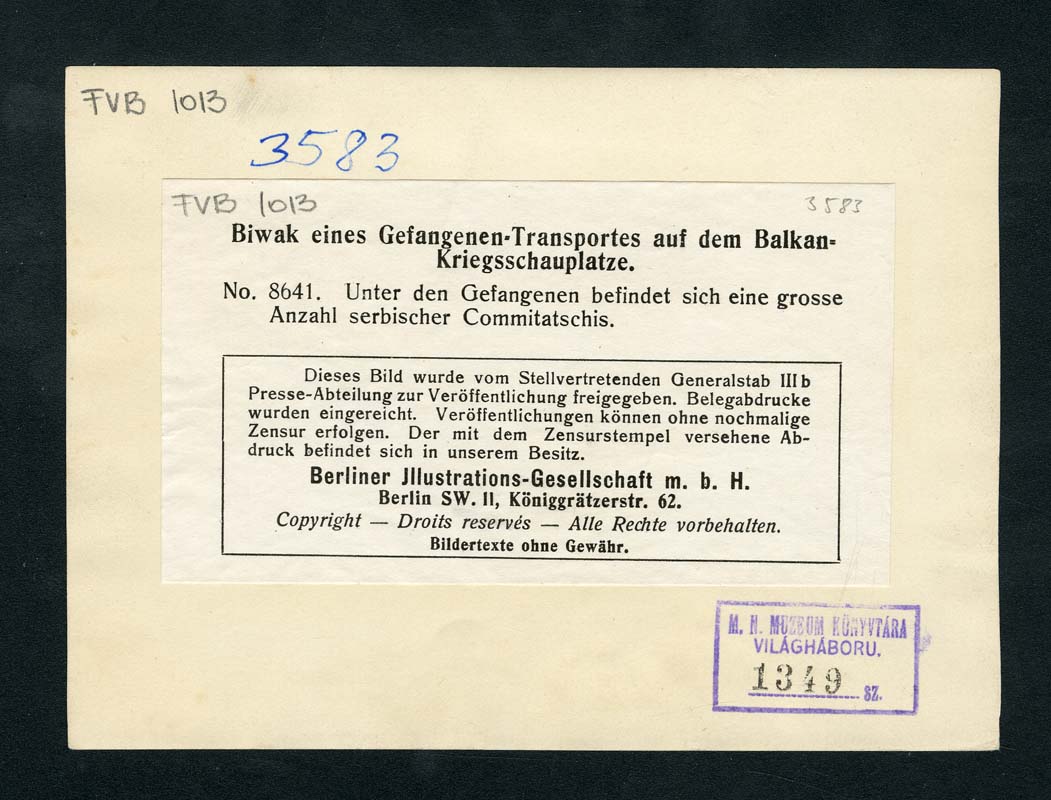 FVB 1013
3583
FVB 1013
3583
Biwak eines Gefangenen-Transportes auf dem Balkan-
Kriegsschauplatze.
No. 8641. Unter den Gefangenen befindet sich eine grosse
Anzahl serbischer Commitatschis.
Dieses Bild wurde vom Stellvertretenden Generalstab III b
Presse-Abteilung zur Veröffentlichung freigegeben. Belegabdrucke
wurden eingereicht. Veröffentlichungen können ohne nochmalige
Zensur erfolgen. Der mit dem Zensurstempel versehene Ab-
druck befindet sich in unserem Besitz.
Berliner Jllustrations-Gesellschaft m. b. H.
Berlin SW. 11, Königgrätzerstr. 62.
Copyright — Droits reservés — Alle Rechte vorbehalten.
Bildertexte ohne Gewähr.
M. N. MUZEUM KÖNYVTÁRA
VILÁGHÁBORU.
1349 SZ.